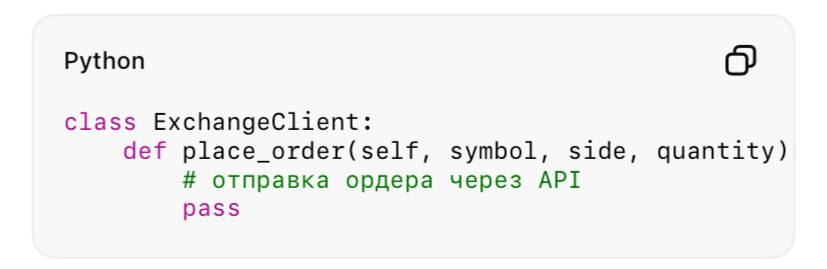 Python
class ExchangeClient:
    def place_order(self, symbol, side, quantity)
        # отправка ордера через API
        pass